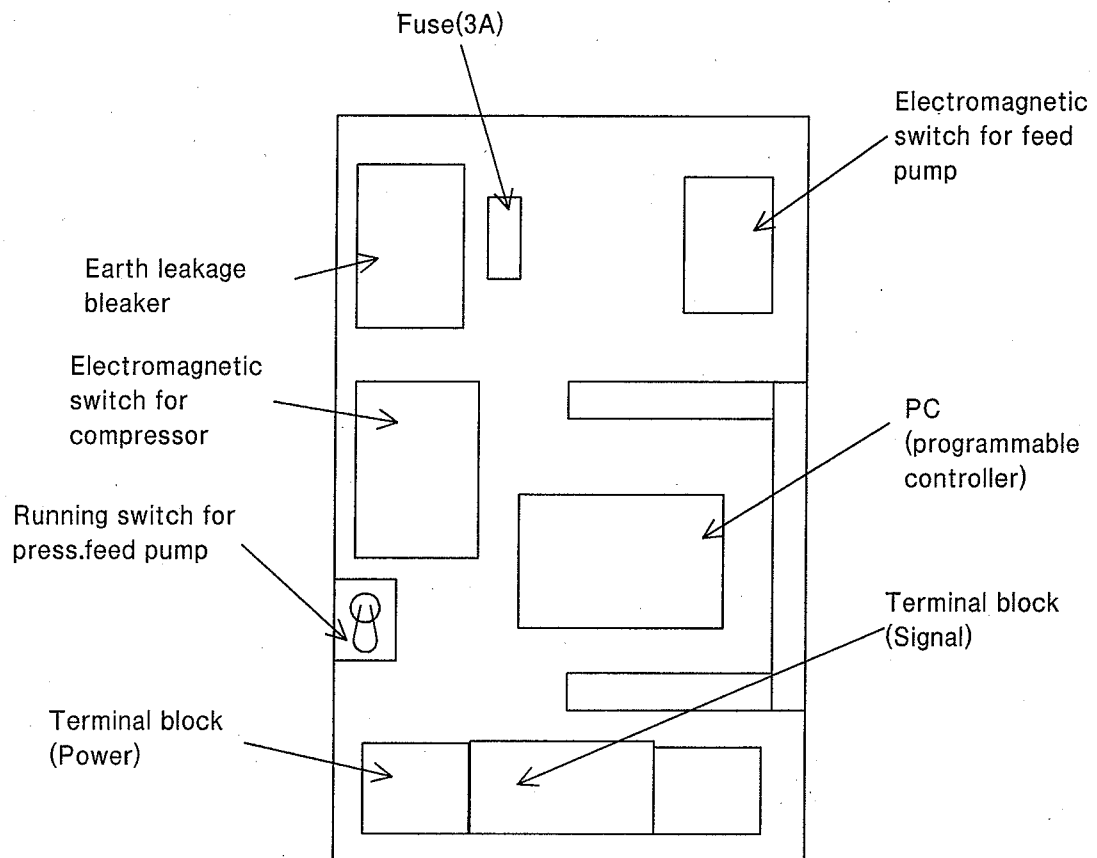 Fuse(3A)
Electromagnetic
switch for feed
pump
Earth leakage
bleaker
Electromagnetic
switch for
compressor
PC
(programmable
controller)
Running switch for
press.feed pump
Terminal block
(Signal)
Terminal block
(Power)